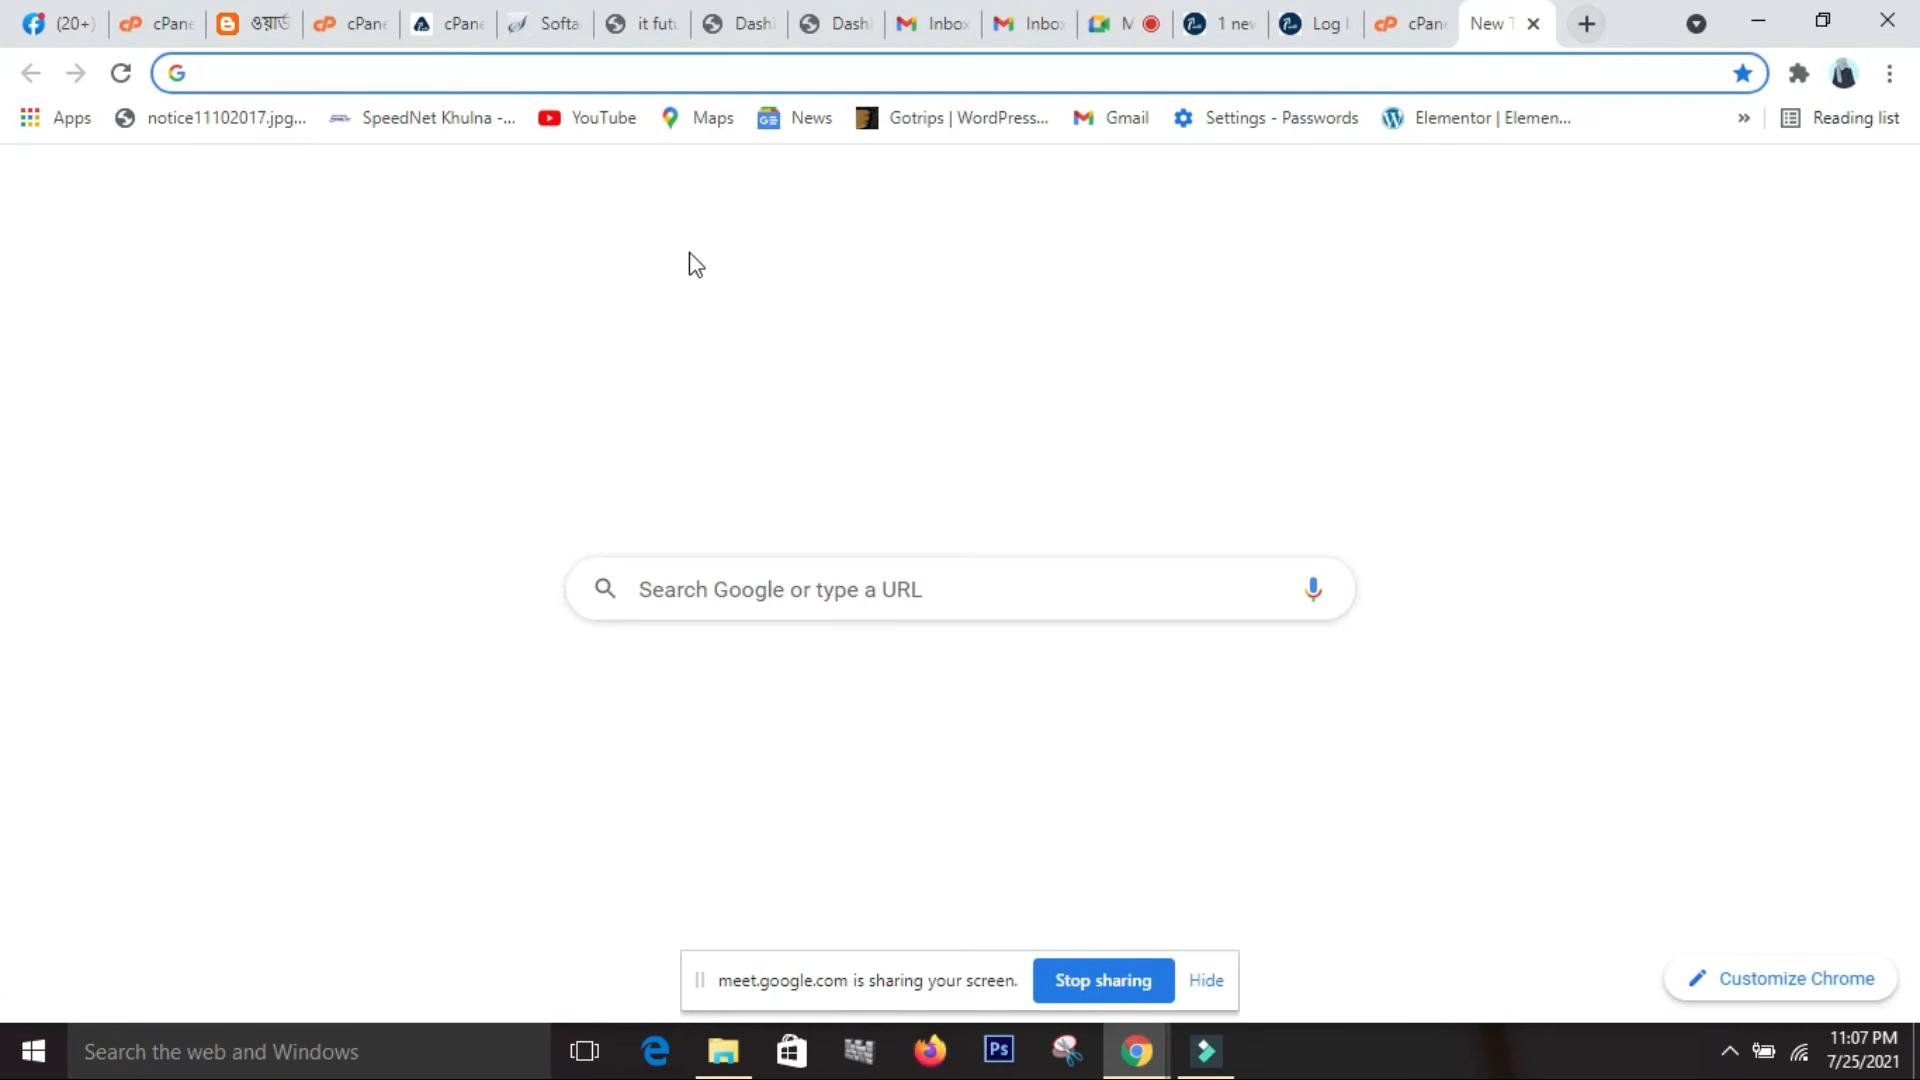 (20+) cPane ওয়ার্ড cPane cPane Softa it futu Dash Dash Inbox Inbox M 1 new Log I cPane New T
Apps notice11102017.jpg... SpeedNet Khulna -... YouTube Maps News Gotrips | WordPress... Gmail Settings - Passwords Elementor | Elemen... » Reading list
Search Google or type a URL
meet.google.com is sharing your screen. Stop sharing Hide
Customize Chrome
Search the web and Windows Ps 11:07 PM
7/25/2021